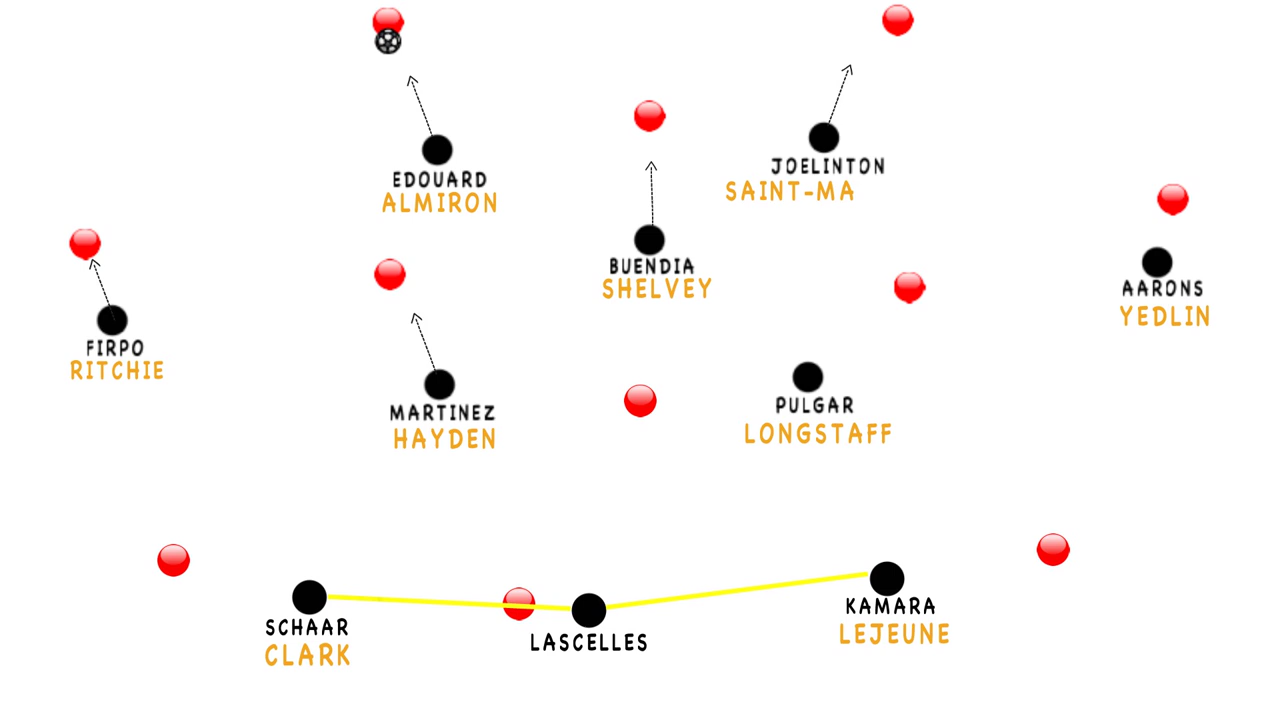 EDOUARD
ALMIRON
JOELINTON
SAINT-MA
BUENDIA
SHELVEY
AARONS
YEDLIN
FIRPO
RITCHIE
MARTINEZ
HAYDEN
PULGAR
LONGSTAFF
SCHAAR
CLARK
LASCELLES
KAMARA
LEJEUNE